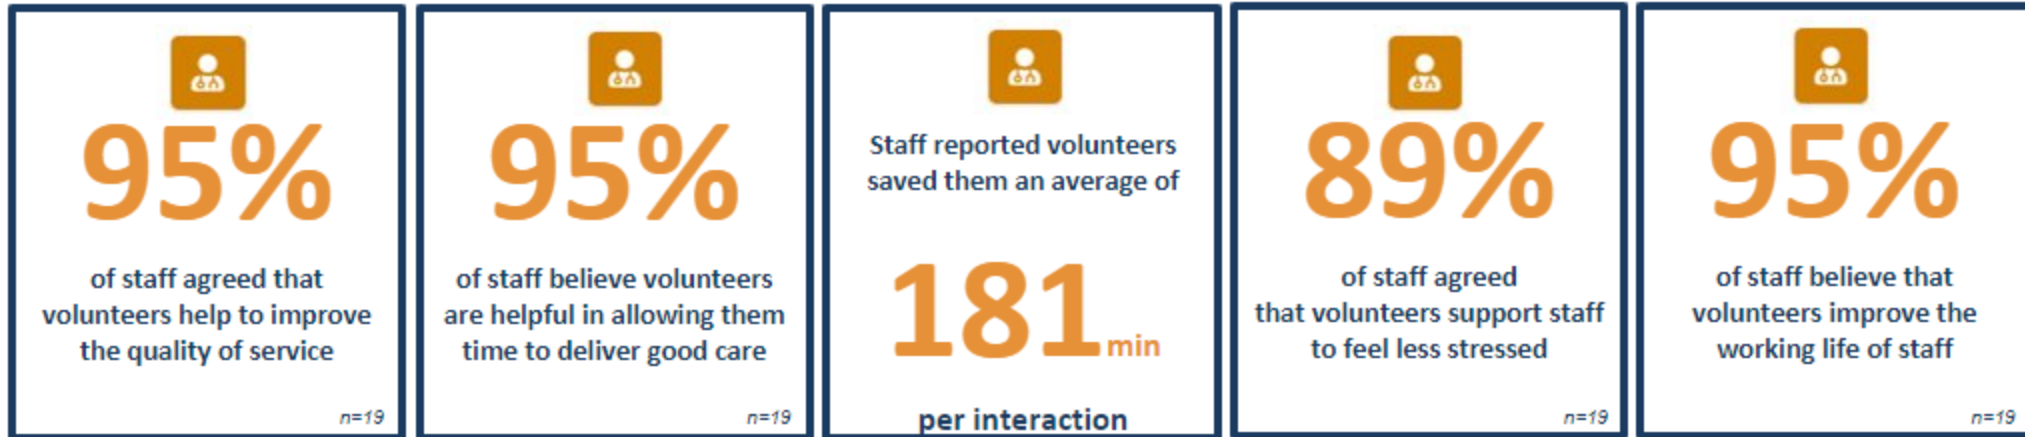 95%
of staff agreed that
volunteers help to improve
the quality of service
n=19
95%
of staff believe volunteers
are helpful in allowing them
time to deliver good care
n=19
Staff reported volunteers
saved them an average of
181 min
per interaction
89%
of staff agreed
that volunteers support staff
to feel less stressed
n=19
95%
of staff believe that
volunteers improve the
working life of staff
n=19